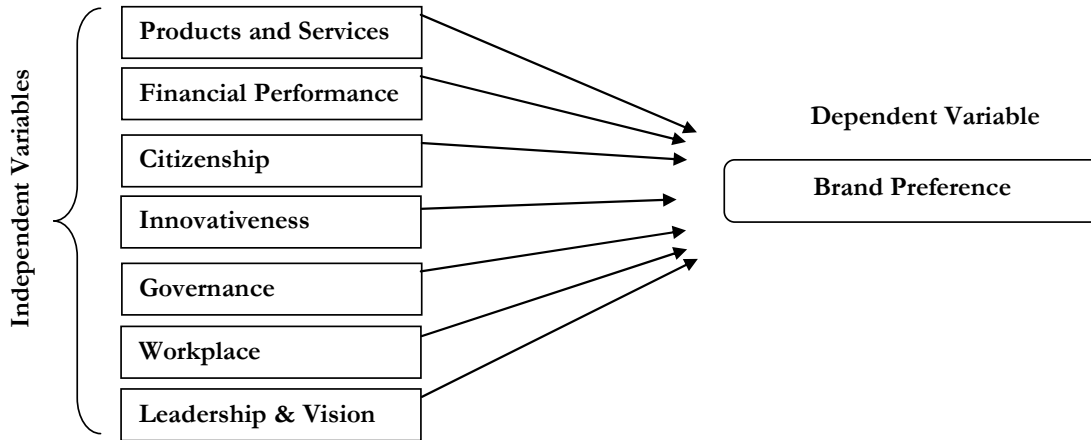 Independent Variables
Products and Services
Financial Performance
Citizenship
Innovativeness
Governance
Workplace
Leadership & Vision
Dependent Variable
Brand Preference